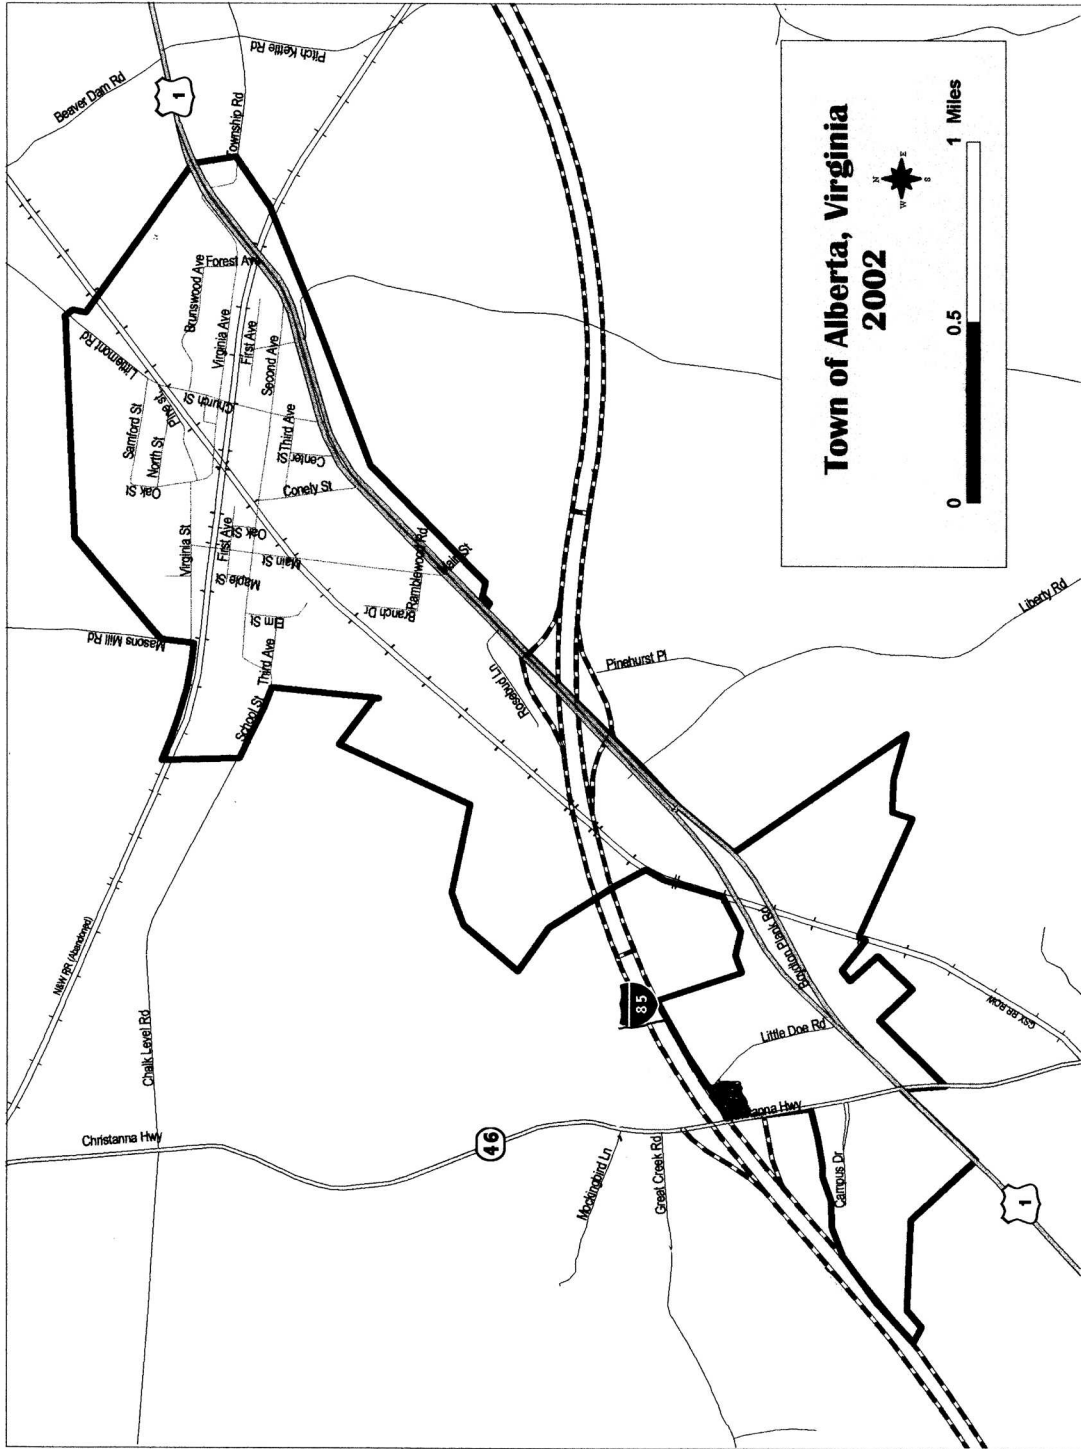 Beaver Dam Rd
Pitch Kettle Rd
1
Township Rd
Forest Ave
Brunswood Ave
Virginia Ave
First Ave
Second Ave
Third Ave
Littlemont Rd
Pine St
Church St
Samford St
North St
Oak St
Center St
Conely St
Virginia St
First Ave
Oak St
Main St
Maple St
Elm St
Third Ave
Branch Dr
Ramblewood Rd
Main St
Masons Mill Rd
School St
Rosebud Ln
Pinehurst Pl
Liberty Rd
N&W RR (Abandoned)
Chalk Level Rd
Christanna Hwy
46
85
Mockingbird Ln
Great Creek Rd
Little Doe Rd
Boydton Plank Rd
CSX RR ROW
Campus Dr
1
Town of Alberta, Virginia
2002
N
W E
S
0 0.5 1 Miles